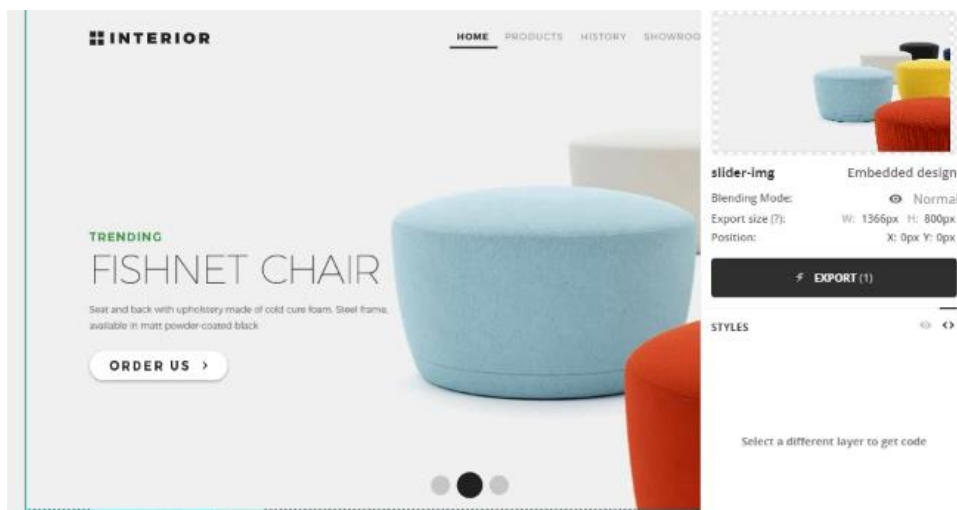 INTERIOR
HOME PRODUCTS HISTORY SHOWROO
TRENDING
FISHNET CHAIR
Seat and back with upholstery made of cold cure foam. Steel frame,
available in matt powder-coated black
ORDER US >
slider-img Embedded design
Blending Mode: Normal
Export size (?): W: 1366px H: 800px
Position: X: 0px Y: 0px
EXPORT (1)
STYLES
Select a different layer to get code